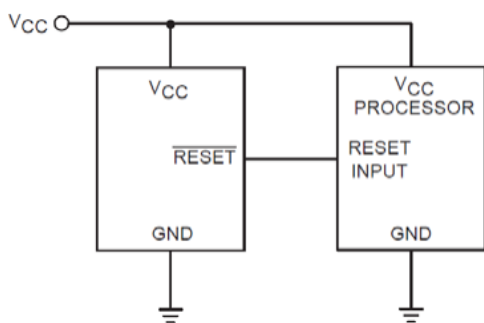 VCC
VCC
RESET
GND
VCC
PROCESSOR
RESET
INPUT
GND